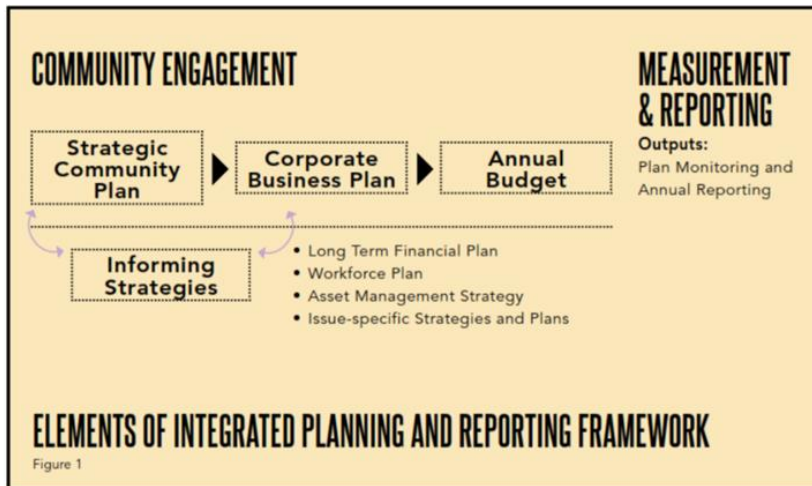 COMMUNITY ENGAGEMENT
Strategic
Community
Plan
Corporate
Business Plan
Annual
Budget
MEASUREMENT
& REPORTING
Outputs:
Plan Monitoring and
Annual Reporting
Informing
Strategies
• Long Term Financial Plan
• Workforce Plan
• Asset Management Strategy
• Issue-specific Strategies and Plans
ELEMENTS OF INTEGRATED PLANNING AND REPORTING FRAMEWORK
Figure 1